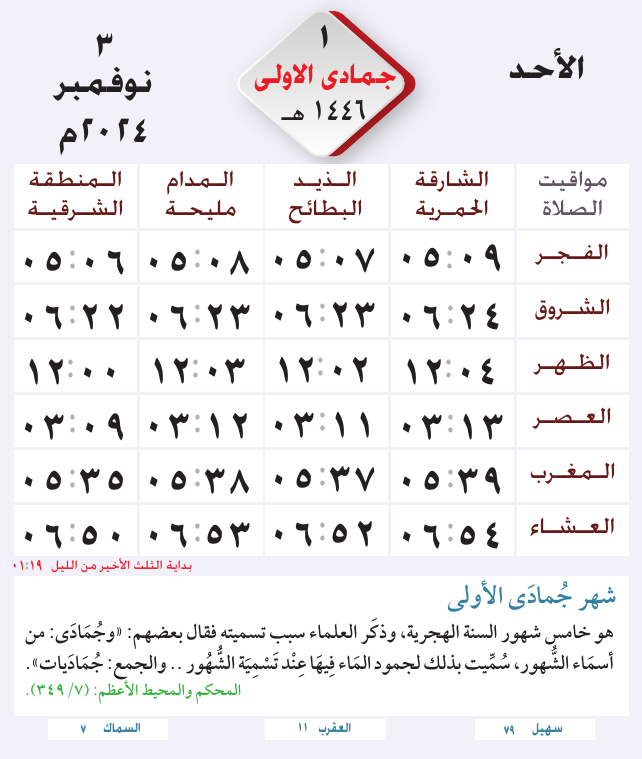 الأحد
١
جمادى الاولى
١٤٤٦ هـ
٣
نوفمبر
٢٠٢٤م
مواقيت الصلاة | الشارقة الحمرية | الذيد البطائح | المدام مليحة | المنطقة الشرقية
الفجر | ٠٥:٠٩ | ٠٥:٠٧ | ٠٥:٠٨ | ٠٥:٠٦
الشروق | ٠٦:٢٤ | ٠٦:٢٣ | ٠٦:٢٣ | ٠٦:٢٢
الظهر | ١٢:٠٤ | ١٢:٠٢ | ١٢:٠٣ | ١٢:٠٠
العصر | ٠٣:١٣ | ٠٣:١١ | ٠٣:١٢ | ٠٣:٠٩
المغرب | ٠٥:٣٩ | ٠٥:٣٧ | ٠٥:٣٨ | ٠٥:٣٥
العشاء | ٠٦:٥٤ | ٠٦:٥٢ | ٠٦:٥٣ | ٠٦:٥٠
بداية الثلث الأخير من الليل ٠١:١٩
شهر جُمادَى الأولى
هو خامس شهور السنة الهجرية، وذكَر العلماء سبب تسميته فقال بعضهم: «وجُمَادَى: من
أسمَاء الشُّهور، سُمِّيت بذلك لجمود المَاء فِيهَا عِنْد تَسْمِيَة الشُّهُور .. والجمع: جُمَادَيات».
المحكم والمحيط الأعظم: (٧/ ٣٤٩).
سهيل ٧٩
العقرب ١١
السماك ٧